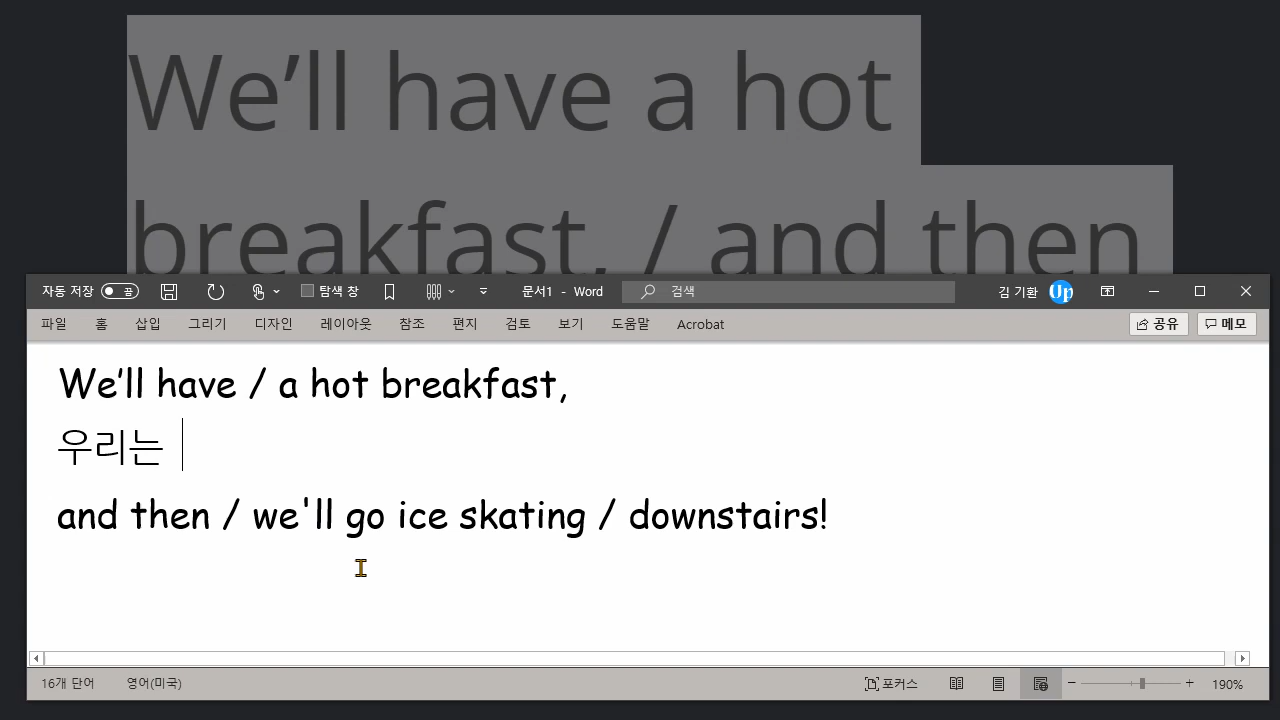 We’ll have a hot
breakfast, / and then
자동 저장 끔 탐색 창 문서1 - Word 검색 김 기환 Up
파일 홈 삽입 그리기 디자인 레이아웃 참조 편지 검토 보기 도움말 Acrobat 공유 메모
We’ll have / a hot breakfast,
우리는
and then / we'll go ice skating / downstairs!
16개 단어 영어(미국) 포커스 190%